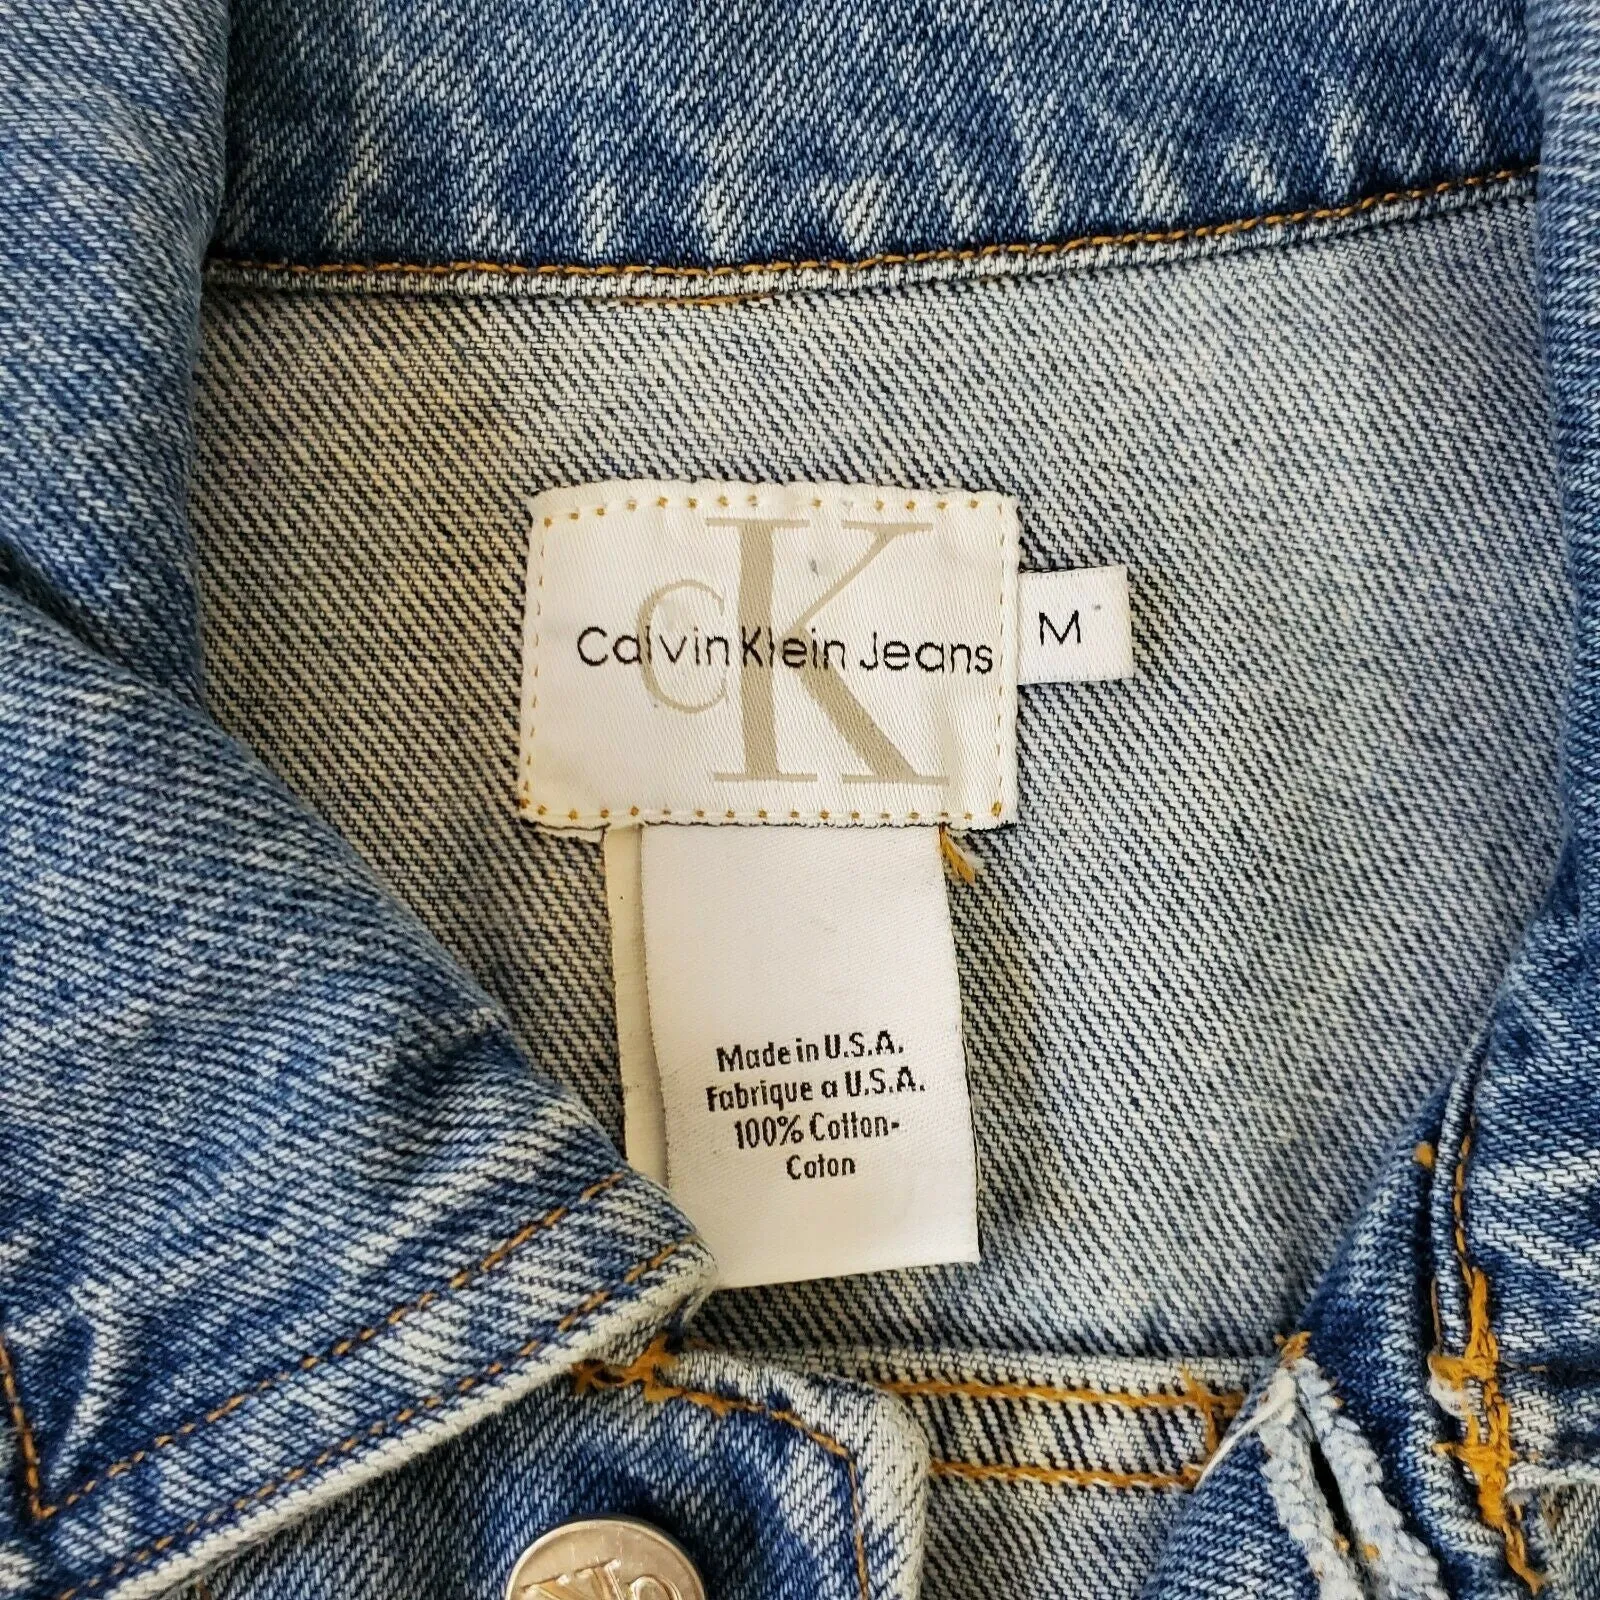 CK
Calvin Klein Jeans
M
Made in U.S.A.
Fabrique a U.S.A.
100% Cotton-
Coton